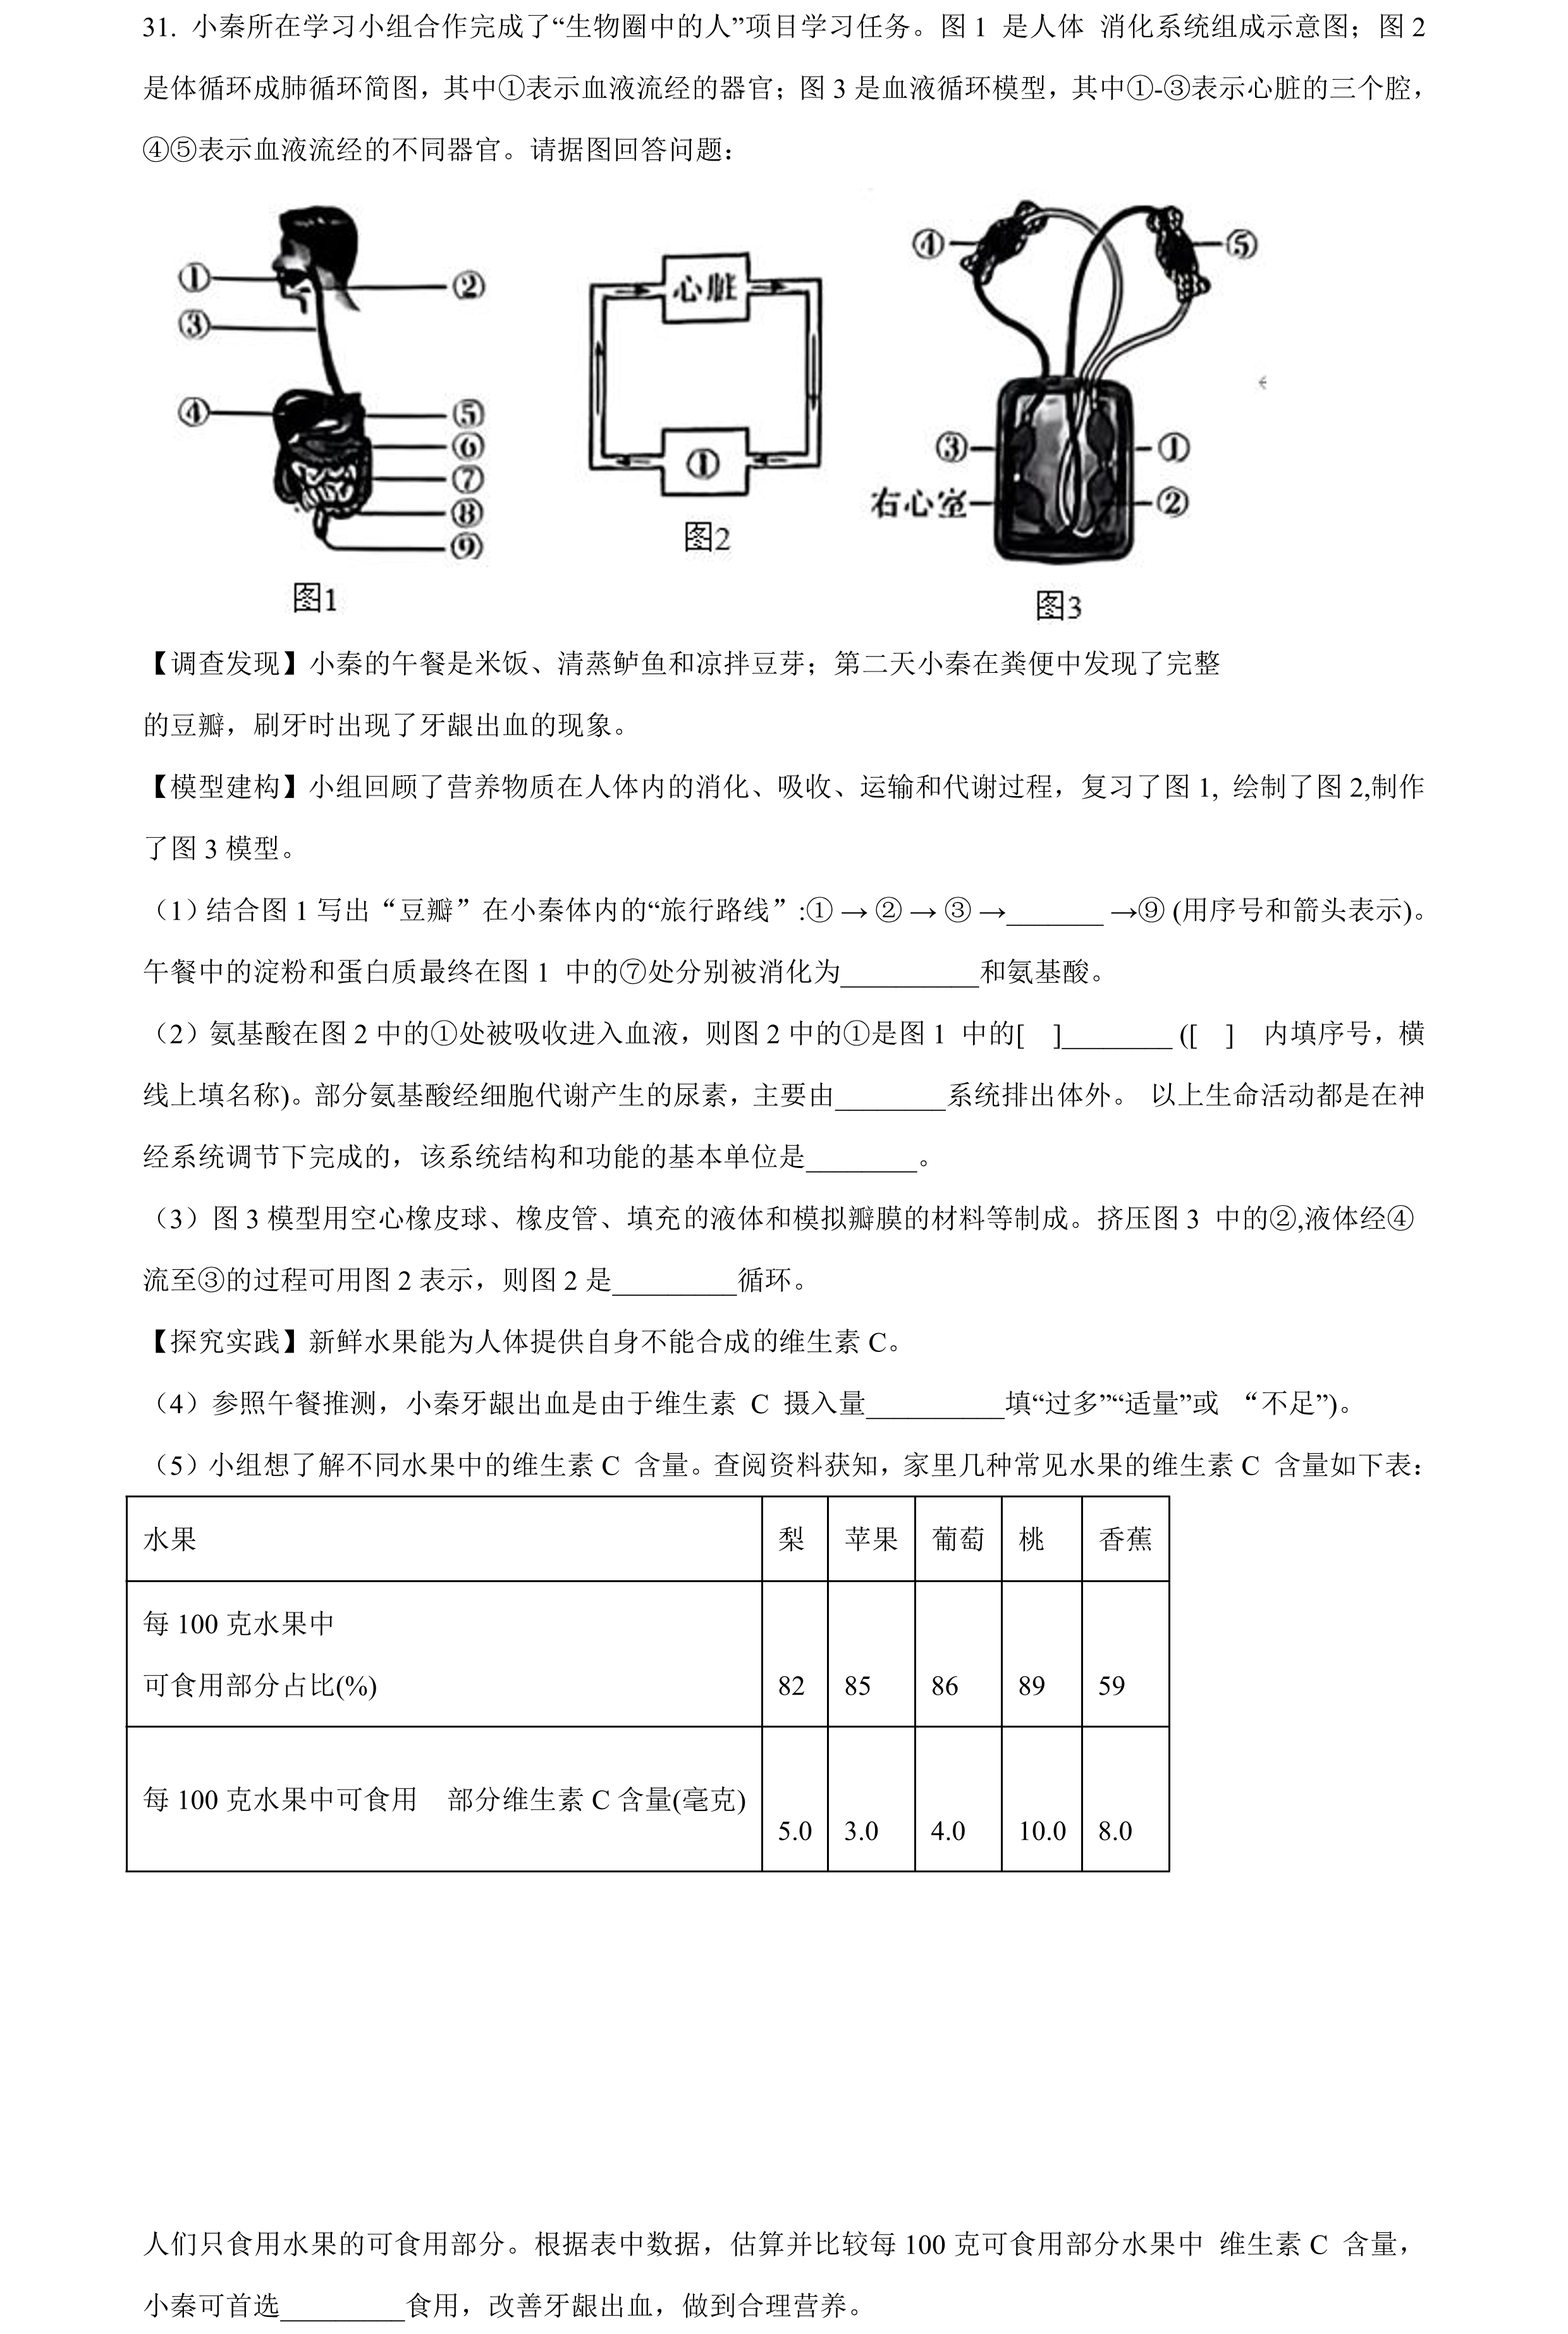 31. 小秦所在学习小组合作完成了“生物圈中的人”项目学习任务。图1 是人体 消化系统组成示意图；图2
是体循环成肺循环简图，其中①表示血液流经的器官；图3是血液循环模型，其中①-③表示心脏的三个腔，
④⑤表示血液流经的不同器官。请据图回答问题：
① ②
③
④ ⑤
⑥
⑦
⑧
⑨
图1
心脏
①
图2
④ ⑤
③ ①
右心室 ②
图3
【调查发现】小秦的午餐是米饭、清蒸鲈鱼和凉拌豆芽；第二天小秦在粪便中发现了完整
的豆瓣，刷牙时出现了牙龈出血的现象。
【模型建构】小组回顾了营养物质在人体内的消化、吸收、运输和代谢过程，复习了图1, 绘制了图2,制作
了图3模型。
（1）结合图1写出“豆瓣”在小秦体内的“旅行路线”:①→②→③→_______→⑨(用序号和箭头表示)。
午餐中的淀粉和蛋白质最终在图1 中的⑦处分别被消化为__________和氨基酸。
（2）氨基酸在图2中的①处被吸收进入血液，则图2中的①是图1 中的[ ]________([ ] 内填序号，横
线上填名称)。部分氨基酸经细胞代谢产生的尿素，主要由________系统排出体外。 以上生命活动都是在神
经系统调节下完成的，该系统结构和功能的基本单位是________。
（3）图3模型用空心橡皮球、橡皮管、填充的液体和模拟瓣膜的材料等制成。挤压图3 中的②,液体经④
流至③的过程可用图2表示，则图2是_________循环。
【探究实践】新鲜水果能为人体提供自身不能合成的维生素C。
（4）参照午餐推测，小秦牙龈出血是由于维生素 C 摄入量__________填“过多”“适量”或 “不足”)。
（5）小组想了解不同水果中的维生素C 含量。查阅资料获知，家里几种常见水果的维生素C 含量如下表：
水果 梨 苹果 葡萄 桃 香蕉
每100克水果中
可食用部分占比(%) 82 85 86 89 59
每100克水果中可食用 部分维生素C含量(毫克)
5.0 3.0 4.0 10.0 8.0
人们只食用水果的可食用部分。根据表中数据，估算并比较每100克可食用部分水果中 维生素C 含量，
小秦可首选_________食用，改善牙龈出血，做到合理营养。